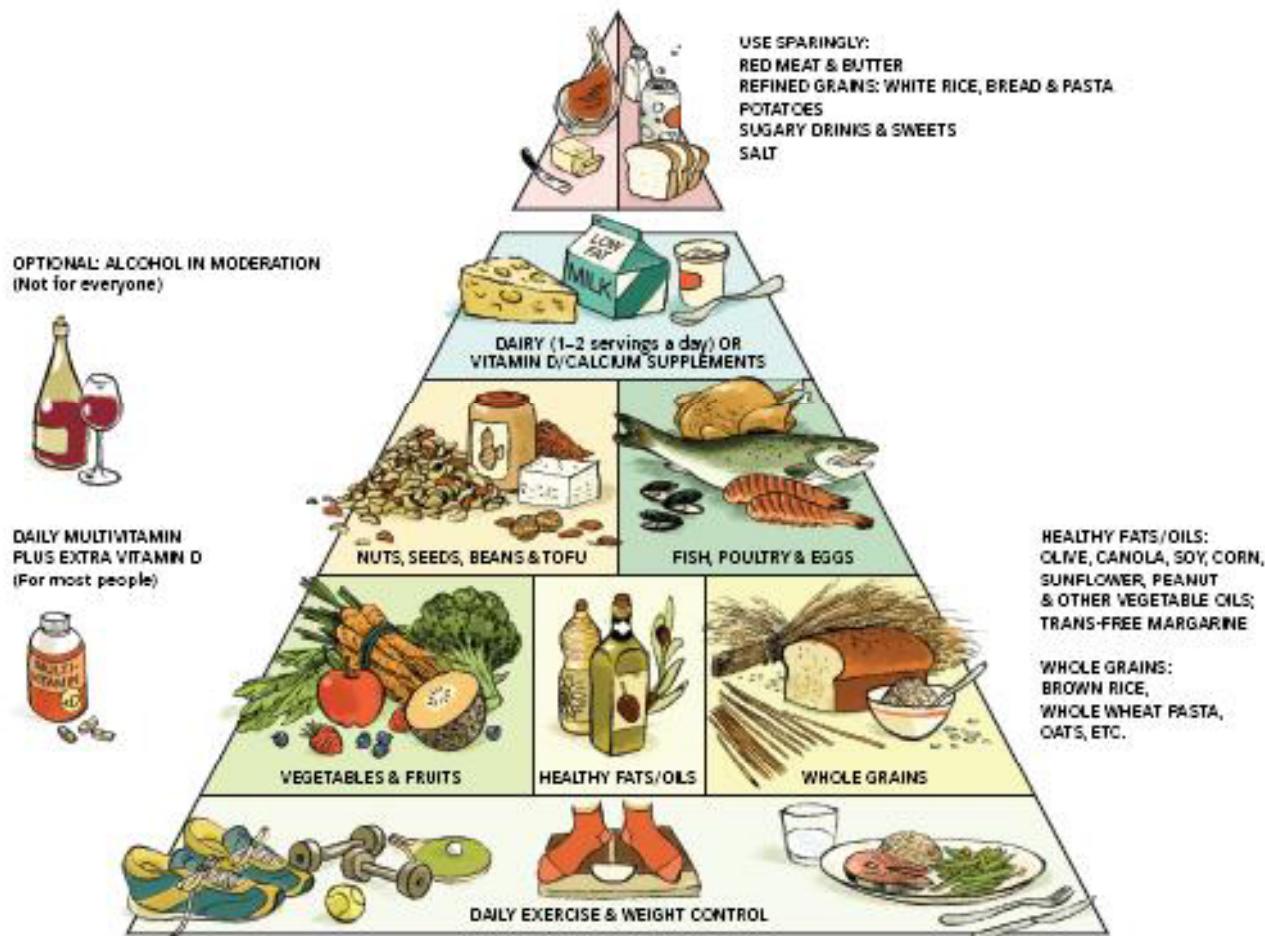 USE SPARINGLY:
RED MEAT & BUTTER
REFINED GRAINS: WHITE RICE, BREAD & PASTA
POTATOES
SUGARY DRINKS & SWEETS
SALT
OPTIONAL: ALCOHOL IN MODERATION
(Not for everyone)
LOW
FAT
MILK
DAIRY (1–2 servings a day) OR
VITAMIN D/CALCIUM SUPPLEMENTS
NUTS, SEEDS, BEANS & TOFU
FISH, POULTRY & EGGS
DAILY MULTIVITAMIN
PLUS EXTRA VITAMIN D
(For most people)
MULTI-
HEALTHY FATS/OILS:
OLIVE, CANOLA, SOY, CORN,
SUNFLOWER, PEANUT
& OTHER VEGETABLE OILS;
TRANS-FREE MARGARINE
WHOLE GRAINS:
BROWN RICE,
WHOLE WHEAT PASTA,
OATS, ETC.
VEGETABLES & FRUITS
HEALTHY FATS/OILS
WHOLE GRAINS
DAILY EXERCISE & WEIGHT CONTROL